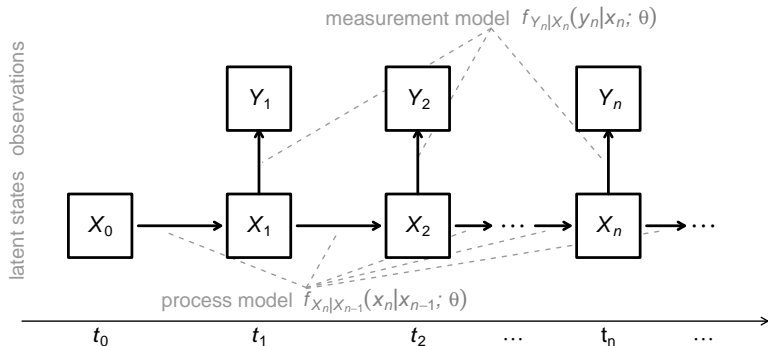 measurement model f_{Y_n|X_n}(y_n|x_n; θ)
observations
Y_1 Y_2 Y_n
latent states
X_0 X_1 X_2 ... X_n ...
process model f_{X_n|X_{n−1}}(x_n|x_{n−1}; θ)
t_0 t_1 t_2 ... t_n ...